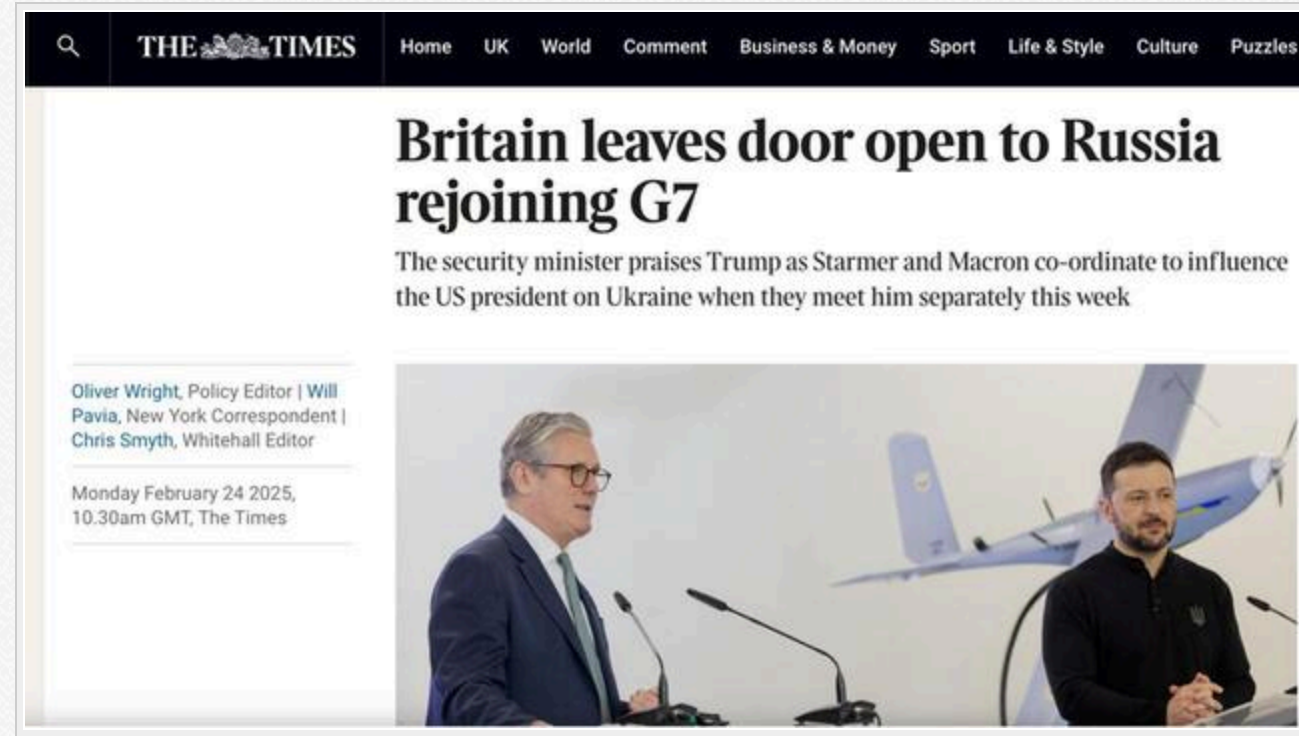 THE TIMES
Home UK World Comment Business & Money Sport Life & Style Culture Puzzles
Britain leaves door open to Russia
rejoining G7
The security minister praises Trump as Starmer and Macron co-ordinate to influence
the US president on Ukraine when they meet him separately this week
Oliver Wright, Policy Editor | Will
Pavia, New York Correspondent |
Chris Smyth, Whitehall Editor
Monday February 24 2025,
10.30am GMT, The Times